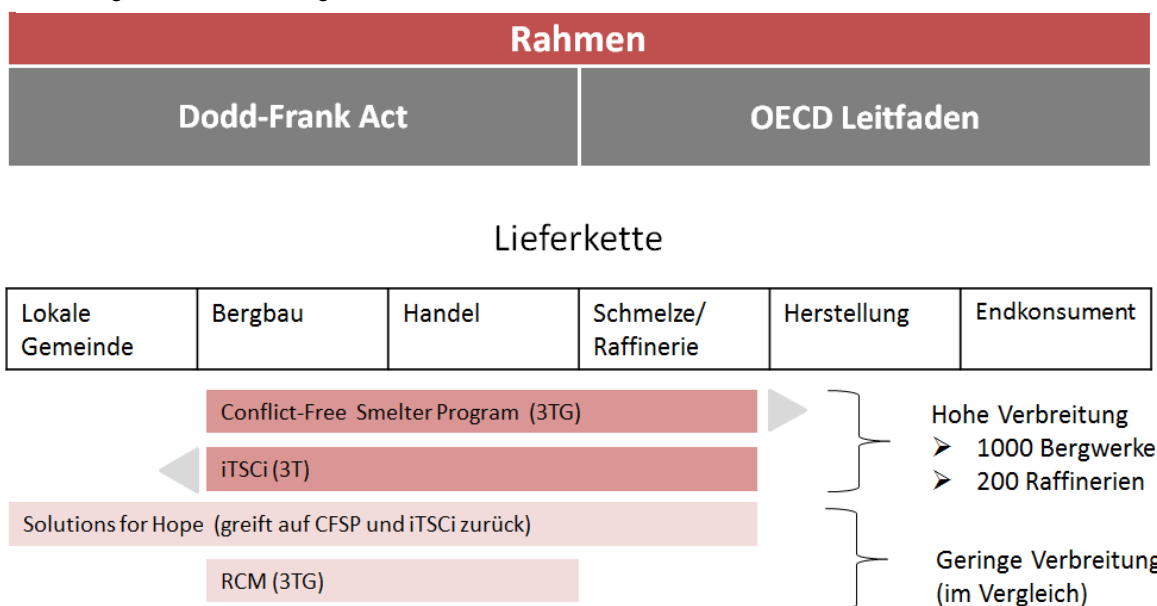 Rahmen
Dodd-Frank Act
OECD Leitfaden
Lieferkette
Lokale
Gemeinde
Bergbau
Handel
Schmelze/
Raffinerie
Herstellung
Endkonsument
Conflict-Free Smelter Program (3TG)
iTSCi (3T)
Hohe Verbreitung
➢ 1000 Bergwerke
➢ 200 Raffinerien
Solutions for Hope (greift auf CFSP und iTSCi zurück)
RCM (3TG)
Geringe Verbreitung
(im Vergleich)